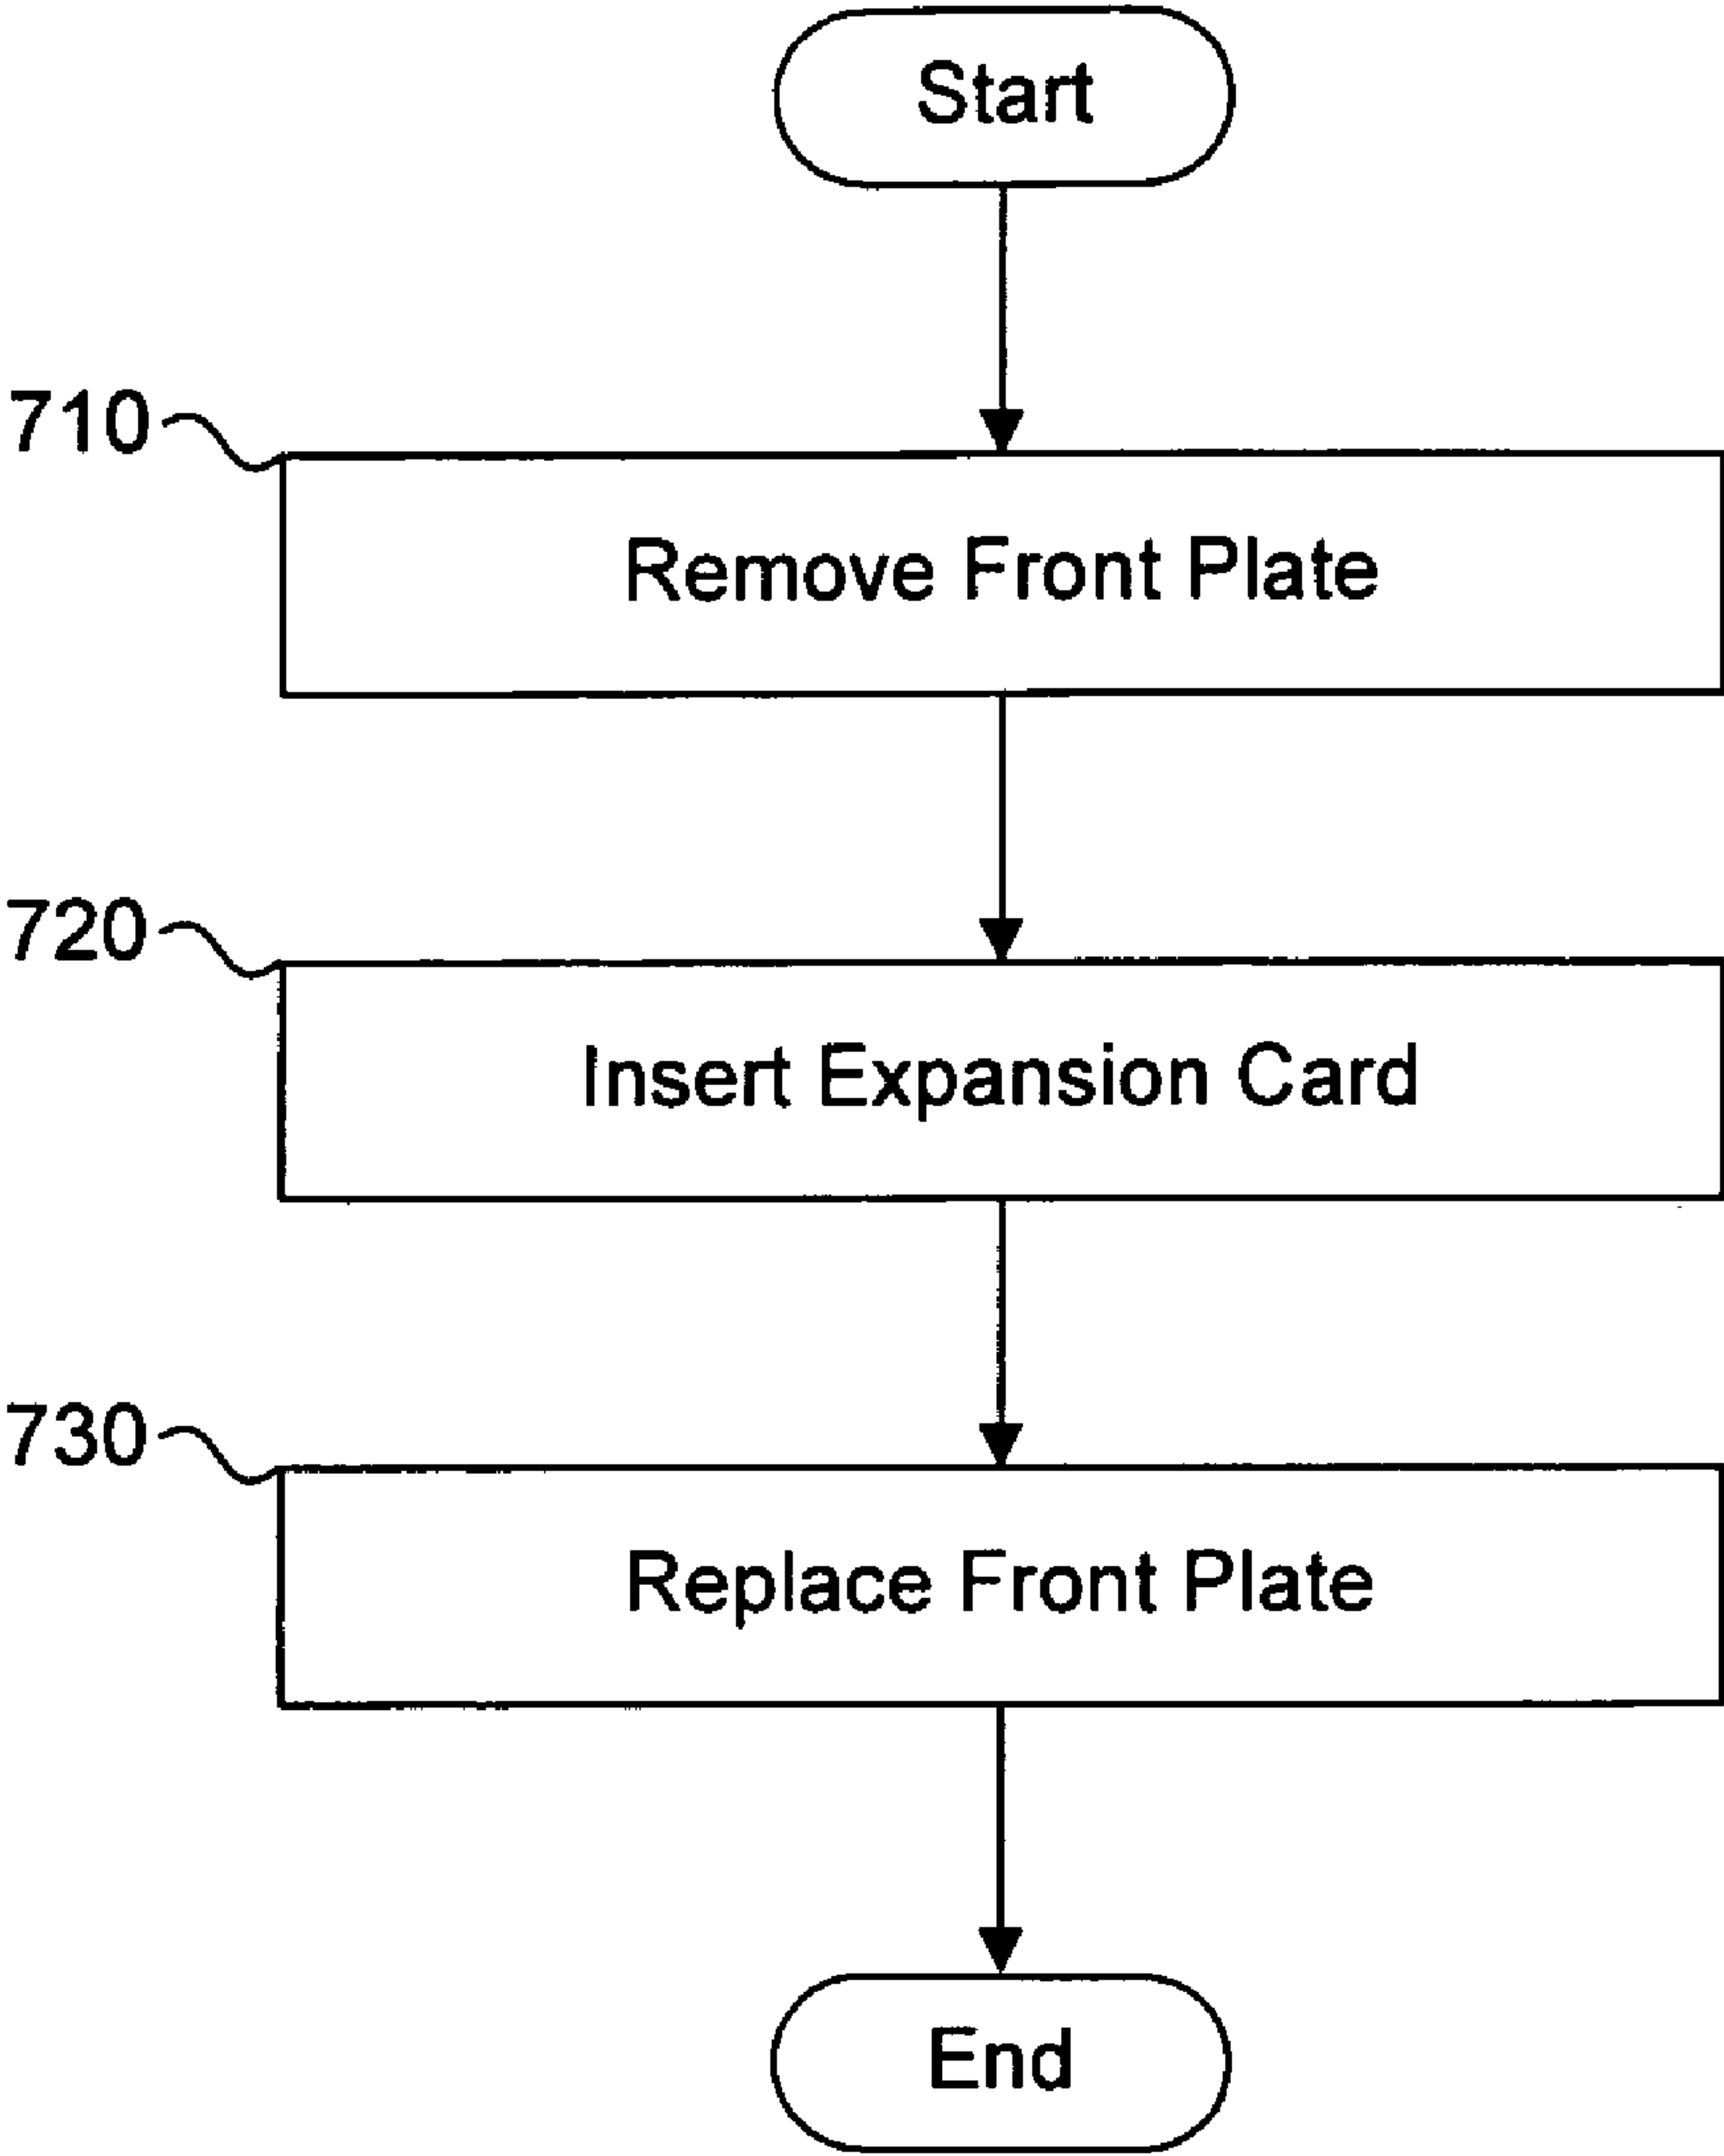 Start
710
Remove Front Plate
720
Insert Expansion Card
730
Replace Front Plate
End